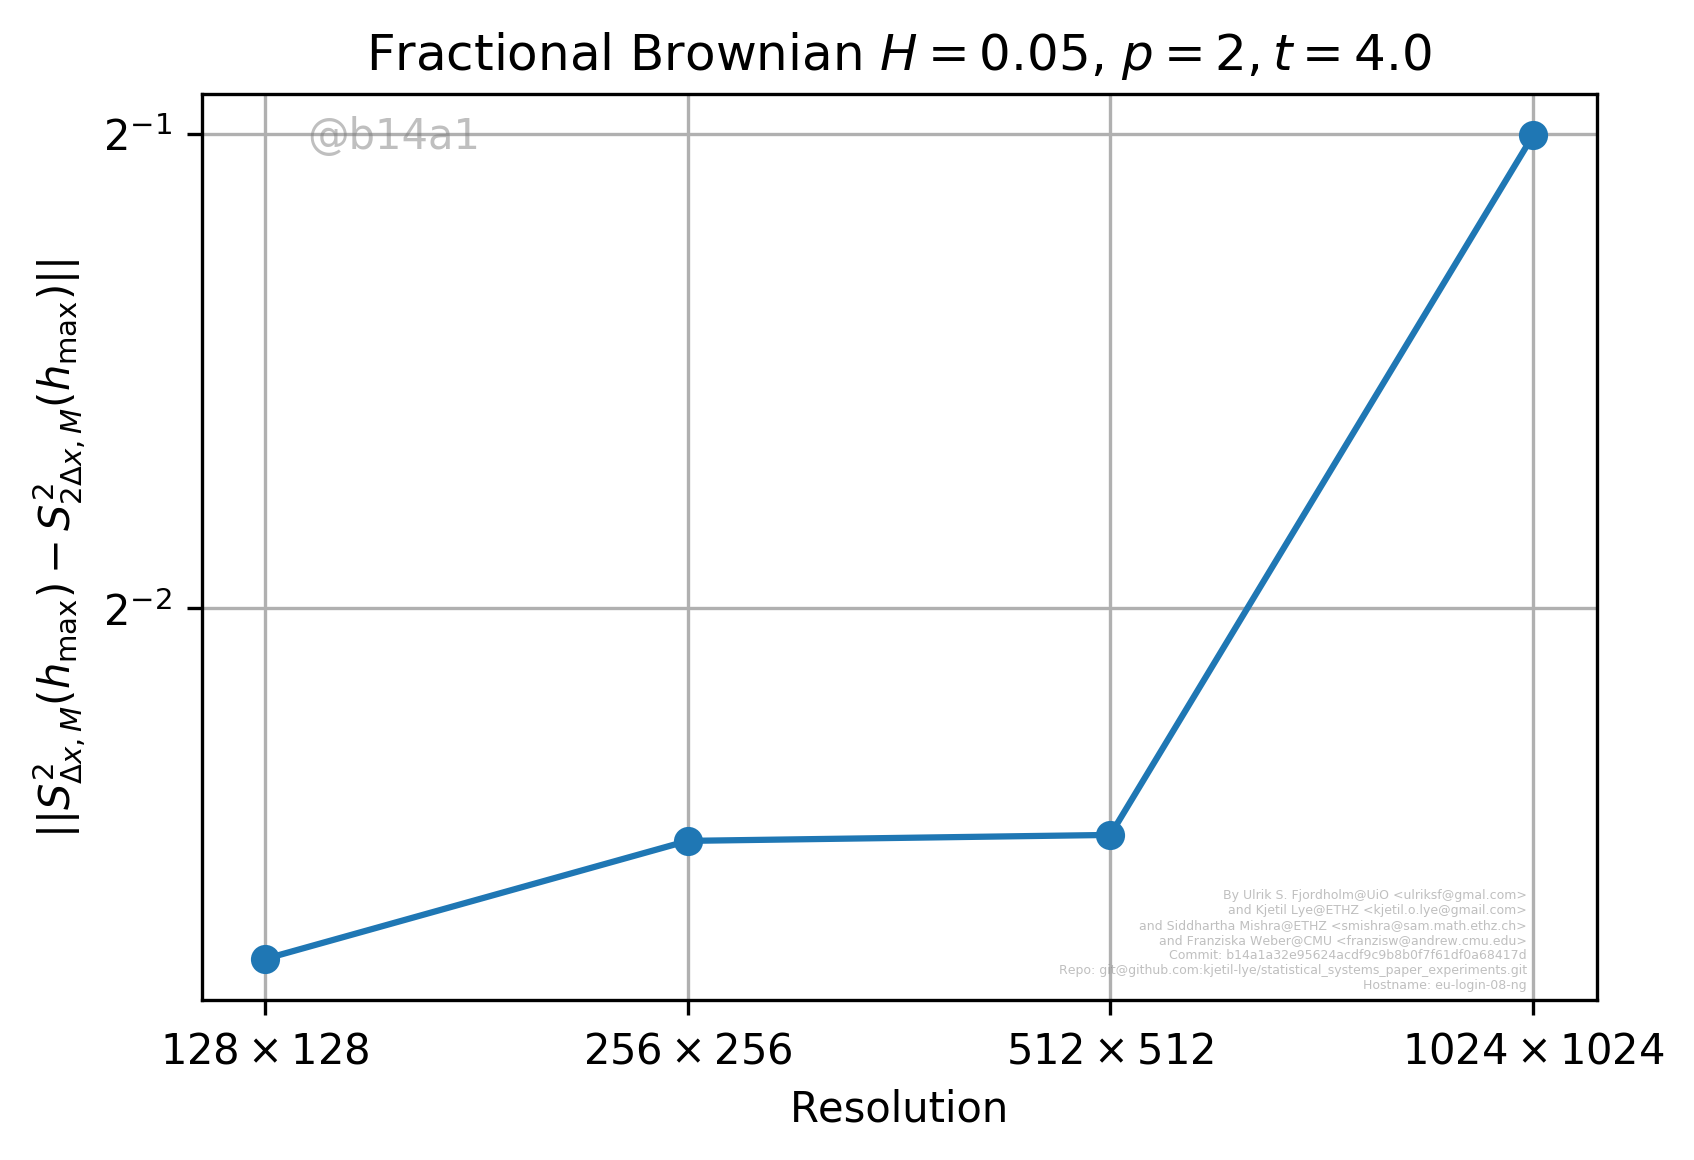 Fractional Brownian $H = 0.05$, $p = 2, t = 4.0$
@b14a1
$2^{-1}$
$2^{-2}$
$||S^2_{\Delta x, M}(h_{\max}) - S^2_{2\Delta x, M}(h_{\max})||$
By Ulrik S. Fjordholm@UiO <ulriksf@gmal.com>
and Kjetil Lye@ETHZ <kjetil.o.lye@gmail.com>
and Siddhartha Mishra@ETHZ <smishra@sam.math.ethz.ch>
and Franziska Weber@CMU <franzisw@andrew.cmu.edu>
Commit: b14a1a32e95624acdf9c9b8b0f7f61df0a68417d
Repo: git@github.com:kjetil-lye/statistical_systems_paper_experiments.git
Hostname: eu-login-08-ng
128 × 128
256 × 256
512 × 512
1024 × 1024
Resolution